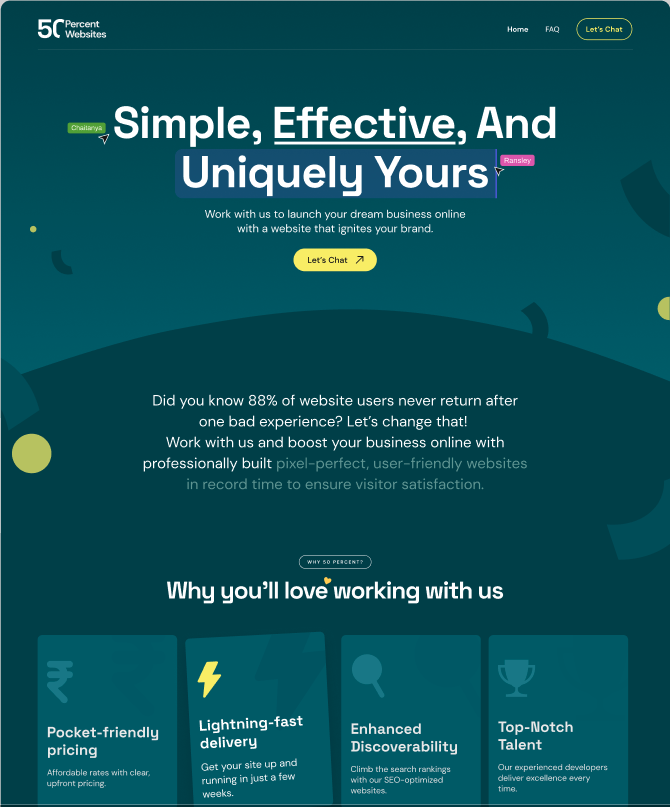 50 Percent
Websites
Home FAQ Let's Chat
Simple, Effective, And
Chaitanya
Uniquely Yours
Ransley
Work with us to launch your dream business online
with a website that ignites your brand.
Let's Chat
Did you know 88% of website users never return after
one bad experience? Let's change that!
Work with us and boost your business online with
professionally built pixel-perfect, user-friendly websites
in record time to ensure visitor satisfaction.
WHY 50 PERCENT?
Why you'll love working with us
Pocket-friendly
pricing
Affordable rates with clear,
upfront pricing.
Lightning-fast
delivery
Get your site up and
running in just a few
weeks.
Enhanced
Discoverability
Climb the search rankings
with our SEO-optimized
websites.
Top-Notch
Talent
Our experienced developers
deliver excellence every
time.